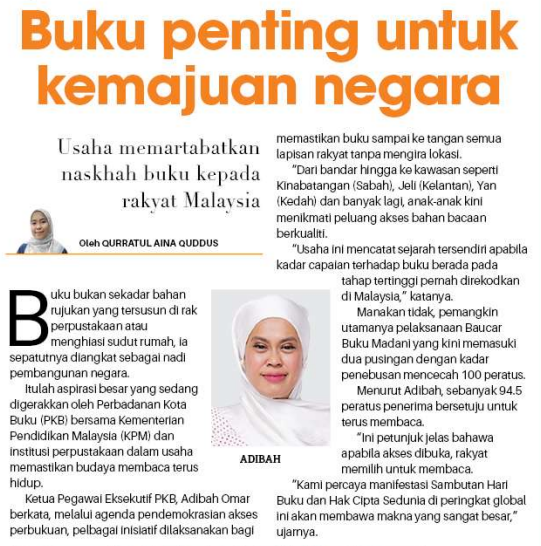 Buku penting untuk
kemajuan negara
Usaha memartabatkan
naskhah buku kepada
rakyat Malaysia
Oleh QURRATUL AINA QUDDUS
Buku bukan sekadar bahan
rujukan yang tersusun di rak
perpustakaan atau
menghiasi sudut rumah, ia
sepatutnya diangkat sebagai nadi
pembangunan negara.
Itulah aspirasi besar yang sedang
digerakkan oleh Perbadanan Kota
Buku (PKB) bersama Kementerian
Pendidikan Malaysia (KPM) dan
institusi perpustakaan dalam usaha
memastikan budaya membaca terus
hidup.
Ketua Pegawai Eksekutif PKB, Adibah Omar
berkata, melalui agenda pendemokrasian akses
perbukuan, pelbagai inisiatif dilaksanakan bagi
memastikan buku sampai ke tangan semua
lapisan rakyat tanpa mengira lokasi.
"Dari bandar hingga ke kawasan seperti
Kinabatangan (Sabah), Jeli (Kelantan), Yan
(Kedah) dan banyak lagi, anak-anak kini
menikmati peluang akses bahan bacaan
berkualiti.
"Usaha ini mencatat sejarah tersendiri apabila
kadar capaian terhadap buku berada pada
tahap tertinggi pernah direkodkan
di Malaysia," katanya.
Manakan tidak, pemangkin
utamanya pelaksanaan Baucar
Buku Madani yang kini memasuki
dua pusingan dengan kadar
penebusan mencecah 100 peratus.
Menurut Adibah, sebanyak 94.5
peratus penerima bersetuju untuk
terus membaca.
"Ini petunjuk jelas bahawa
apabila akses dibuka, rakyat
memilih untuk membaca.
"Kami percaya manifestasi Sambutan Hari
Buku dan Hak Cipta Sedunia di peringkat global
ini akan membawa makna yang sangat besar,"
ujarnya.
ADIBAH